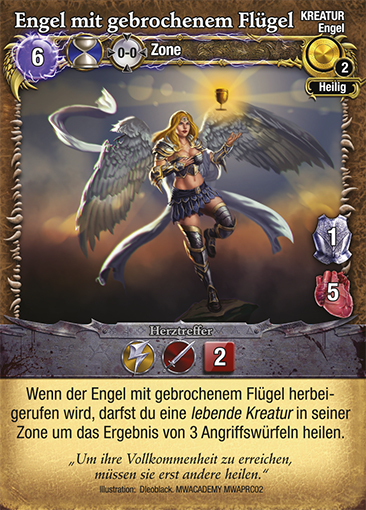 Engel mit gebrochenem Flügel
KREATUR
Engel
6
0-0
Zone
2
Heilig
1
5
Herztreffer
2
Wenn der Engel mit gebrochenem Flügel herbei-
gerufen wird, darfst du eine lebende Kreatur in seiner
Zone um das Ergebnis von 3 Angriffswürfeln heilen.
„Um ihre Vollkommenheit zu erreichen,
müssen sie erst andere heilen.“
Illustration: Dleoblack. MWACADEMY MWAPRC02